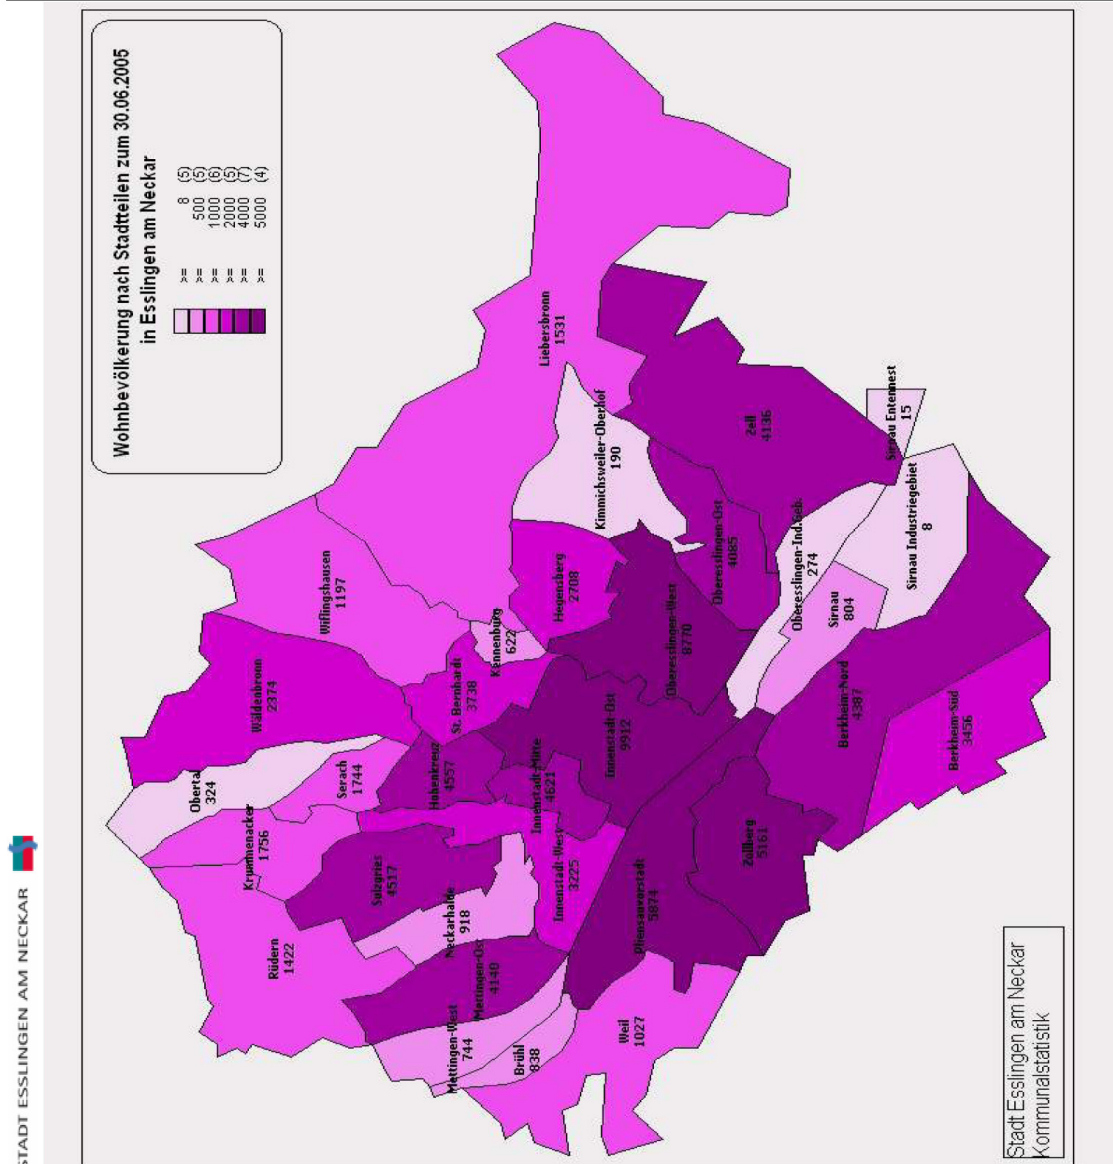 STADT ESSLINGEN AM NECKAR
Wohnbevölkerung nach Stadtteilen zum 30.06.2005
in Esslingen am Neckar
>= 8 (5)
>= 500 (5)
>= 1000 (6)
>= 2000 (5)
>= 4000 (7)
>= 5000 (4)
Liebersbronn
1531
Kimmichsweiler-Oberhof
190
Zell
4136
Sirnau Entennest
15
Wiflingshausen
1197
Hegensberg
2708
Oberesslingen-Ost
4085
Oberesslingen-Ind.Geb.
274
Sirnau Industriegebiet
8
Kennenburg
622
Sirnau
804
Wäldenbronn
2374
St. Bernhardt
3738
Oberesslingen-West
8770
Berkheim-Nord
4387
Berkheim-Süd
3456
Obertal
324
Serach
1744
Hohenkreuz
4557
Innenstadt-Mitte
4621
Innenstadt-Ost
9912
Krummenacker
1756
Sulzgries
4517
Innenstadt-West
3225
Zollberg
5161
Neckarhalde
918
Pliensauvorstadt
5874
Rüdern
1422
Mettingen-Ost
4140
Mettingen-West
744
Brühl
838
Weil
1027
Stadt Esslingen am Neckar
Kommunalstatistik